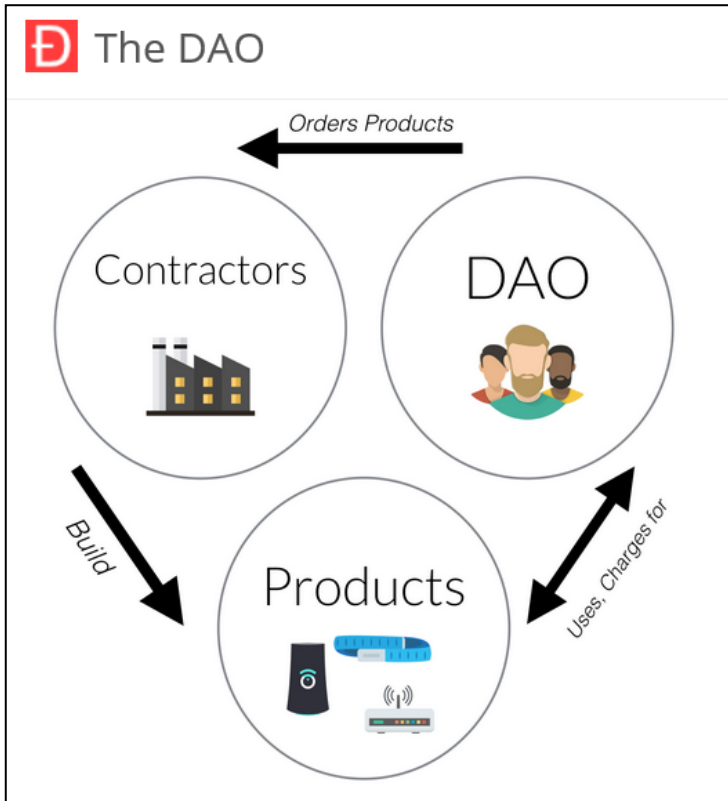 Đ The DAO
Orders Products
Contractors
DAO
Build
Uses, Charges for
Products